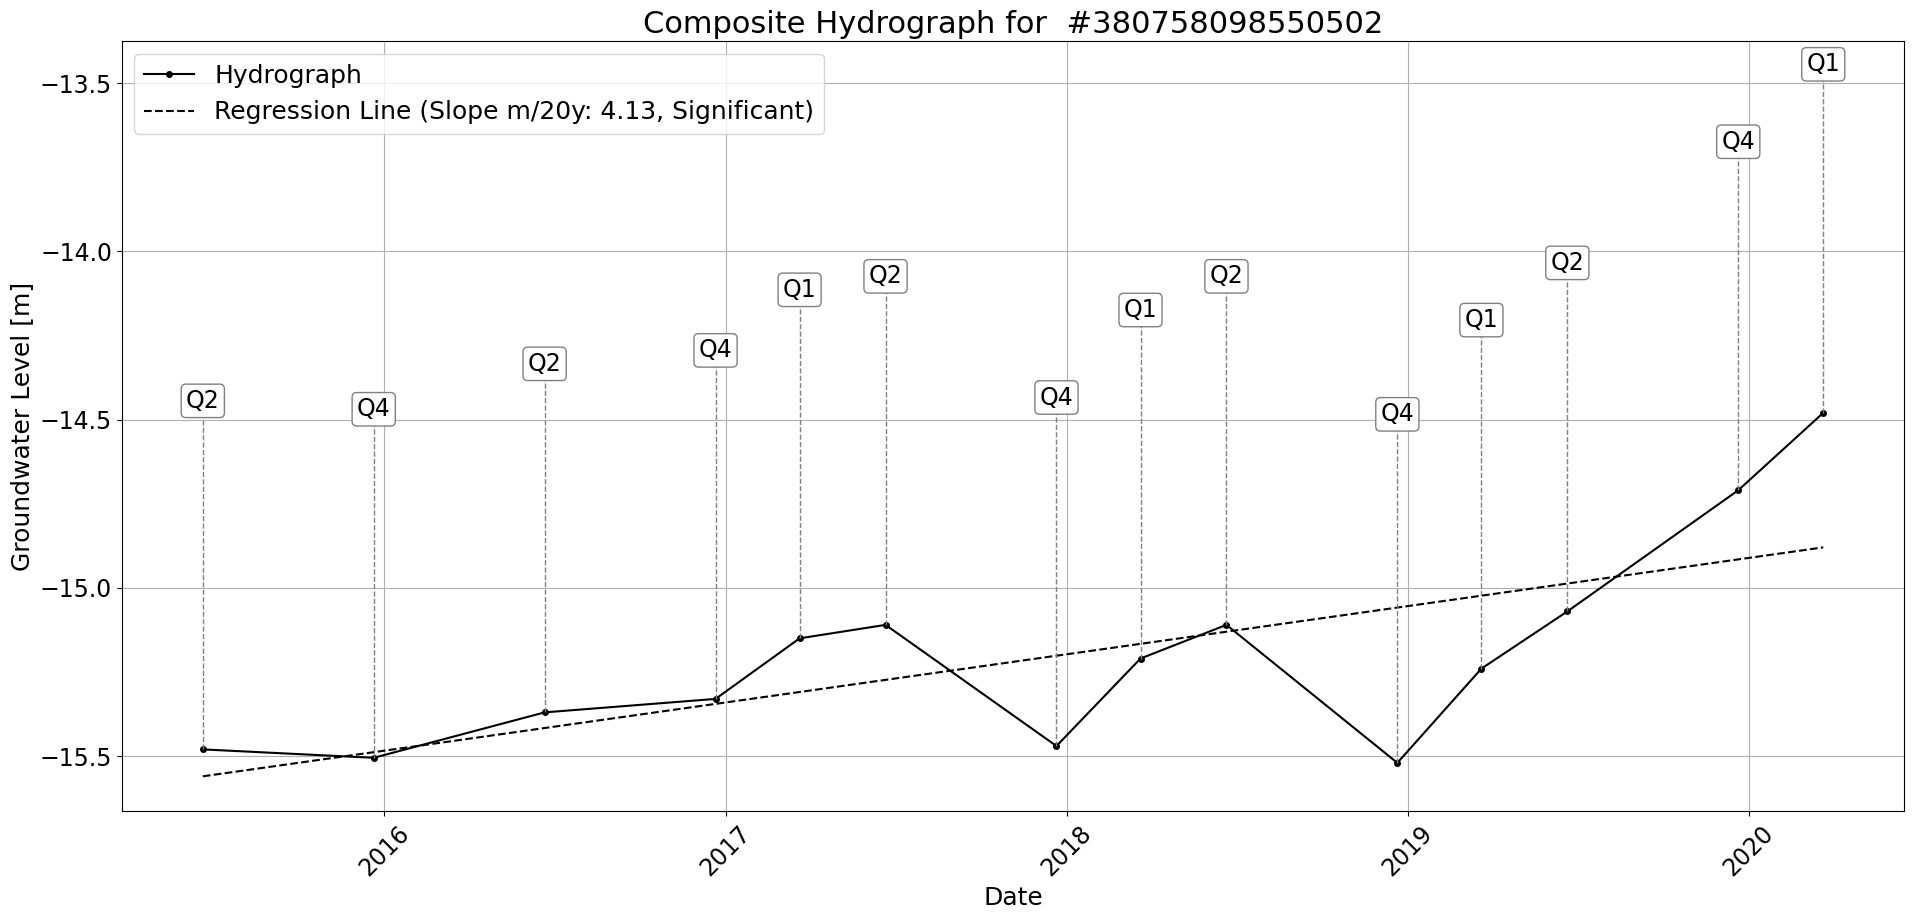 Composite Hydrograph for  #380758098550502
Hydrograph
Regression Line (Slope m/20y: 4.13, Significant)
Groundwater Level [m]
−13.5
−14.0
−14.5
−15.0
−15.5
Q2
Q4
Q2
Q4
Q1
Q2
Q4
Q1
Q2
Q4
Q1
Q2
Q4
Q1
2016
2017
2018
2019
2020
Date